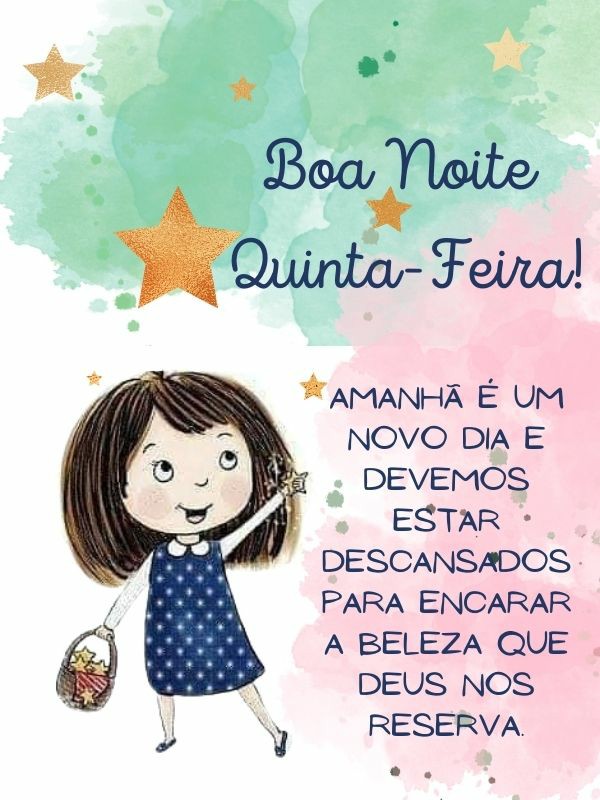 Boa Noite
Quinta-Feira!
AMANHÃ É UM
NOVO DIA E
DEVEMOS
ESTAR
DESCANSADOS
PARA ENCARAR
A BELEZA QUE
DEUS NOS
RESERVA.